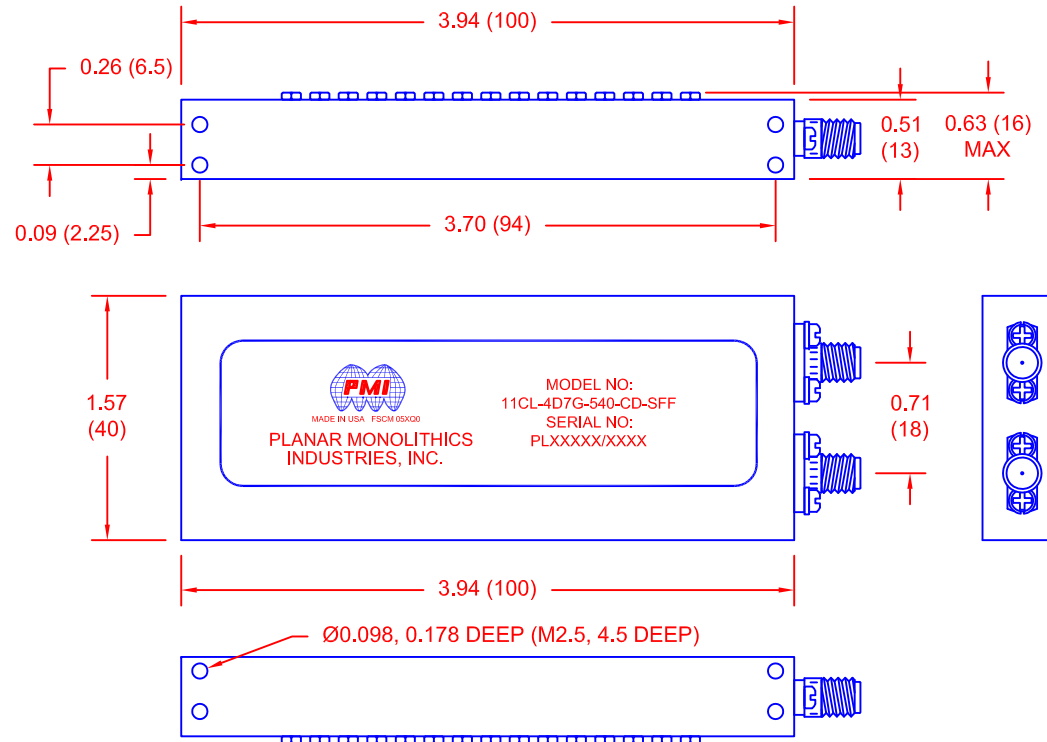 3.94 (100)
0.26 (6.5)
0.51
(13)
0.63 (16)
MAX
0.09 (2.25)
3.70 (94)
1.57
(40)
PMI
MADE IN USA FSCM 05XQ0
PLANAR MONOLITHICS
INDUSTRIES, INC.
MODEL NO:
11CL-4D7G-540-CD-SFF
SERIAL NO:
PLXXXXX/XXXX
0.71
(18)
3.94 (100)
Ø0.098, 0.178 DEEP (M2.5, 4.5 DEEP)